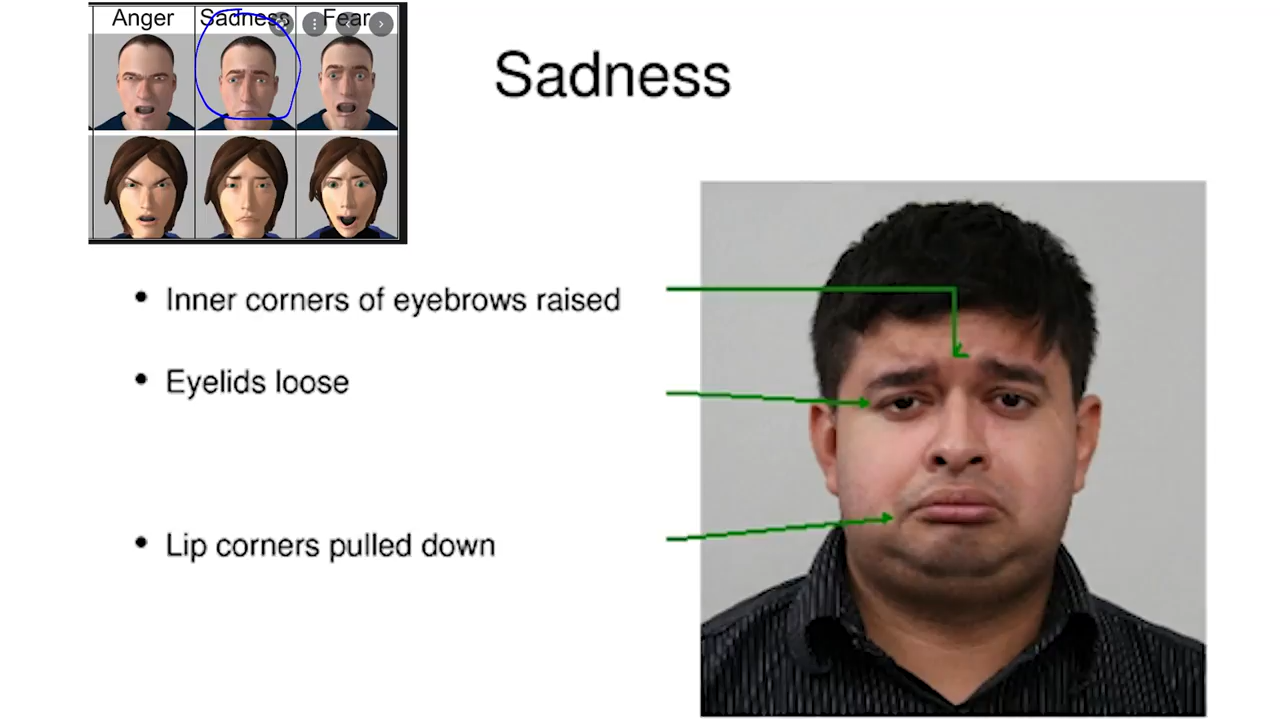 Anger Sadness Fear
Sadness
• Inner corners of eyebrows raised
• Eyelids loose
• Lip corners pulled down